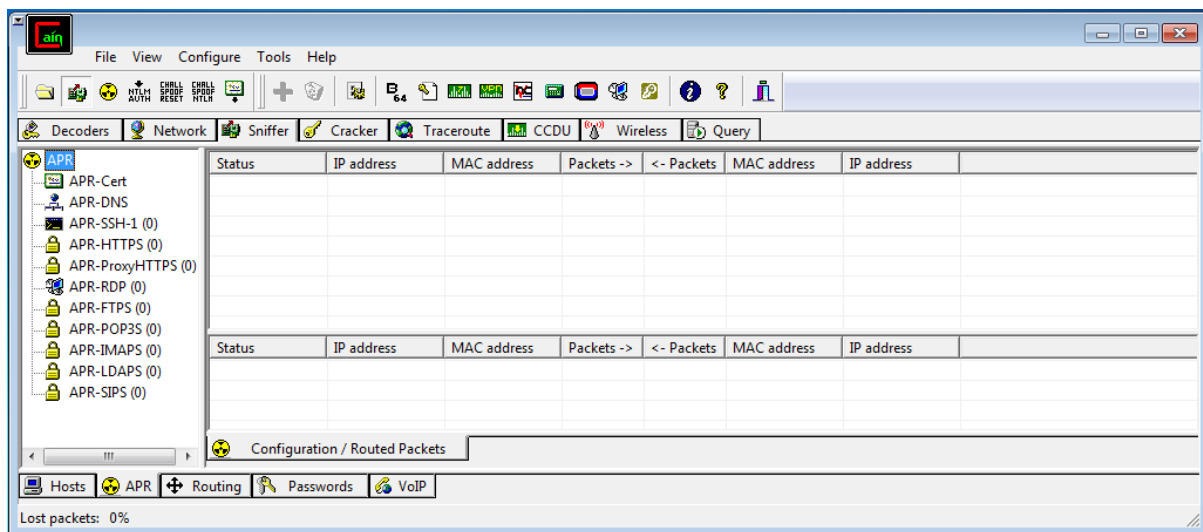 aín
File View Configure Tools Help
NTLM AUTH CHALL SPOOF RESET CHALL SPOOF NTLM B 64
Decoders Network Sniffer Cracker Traceroute CCDU Wireless Query
APR
APR-Cert
APR-DNS
APR-SSH-1 (0)
APR-HTTPS (0)
APR-ProxyHTTPS (0)
APR-RDP (0)
APR-FTPS (0)
APR-POP3S (0)
APR-IMAPS (0)
APR-LDAPS (0)
APR-SIPS (0)
Status IP address MAC address Packets -> <- Packets MAC address IP address
Status IP address MAC address Packets -> <- Packets MAC address IP address
Configuration / Routed Packets
Hosts APR Routing Passwords VoIP
Lost packets: 0%